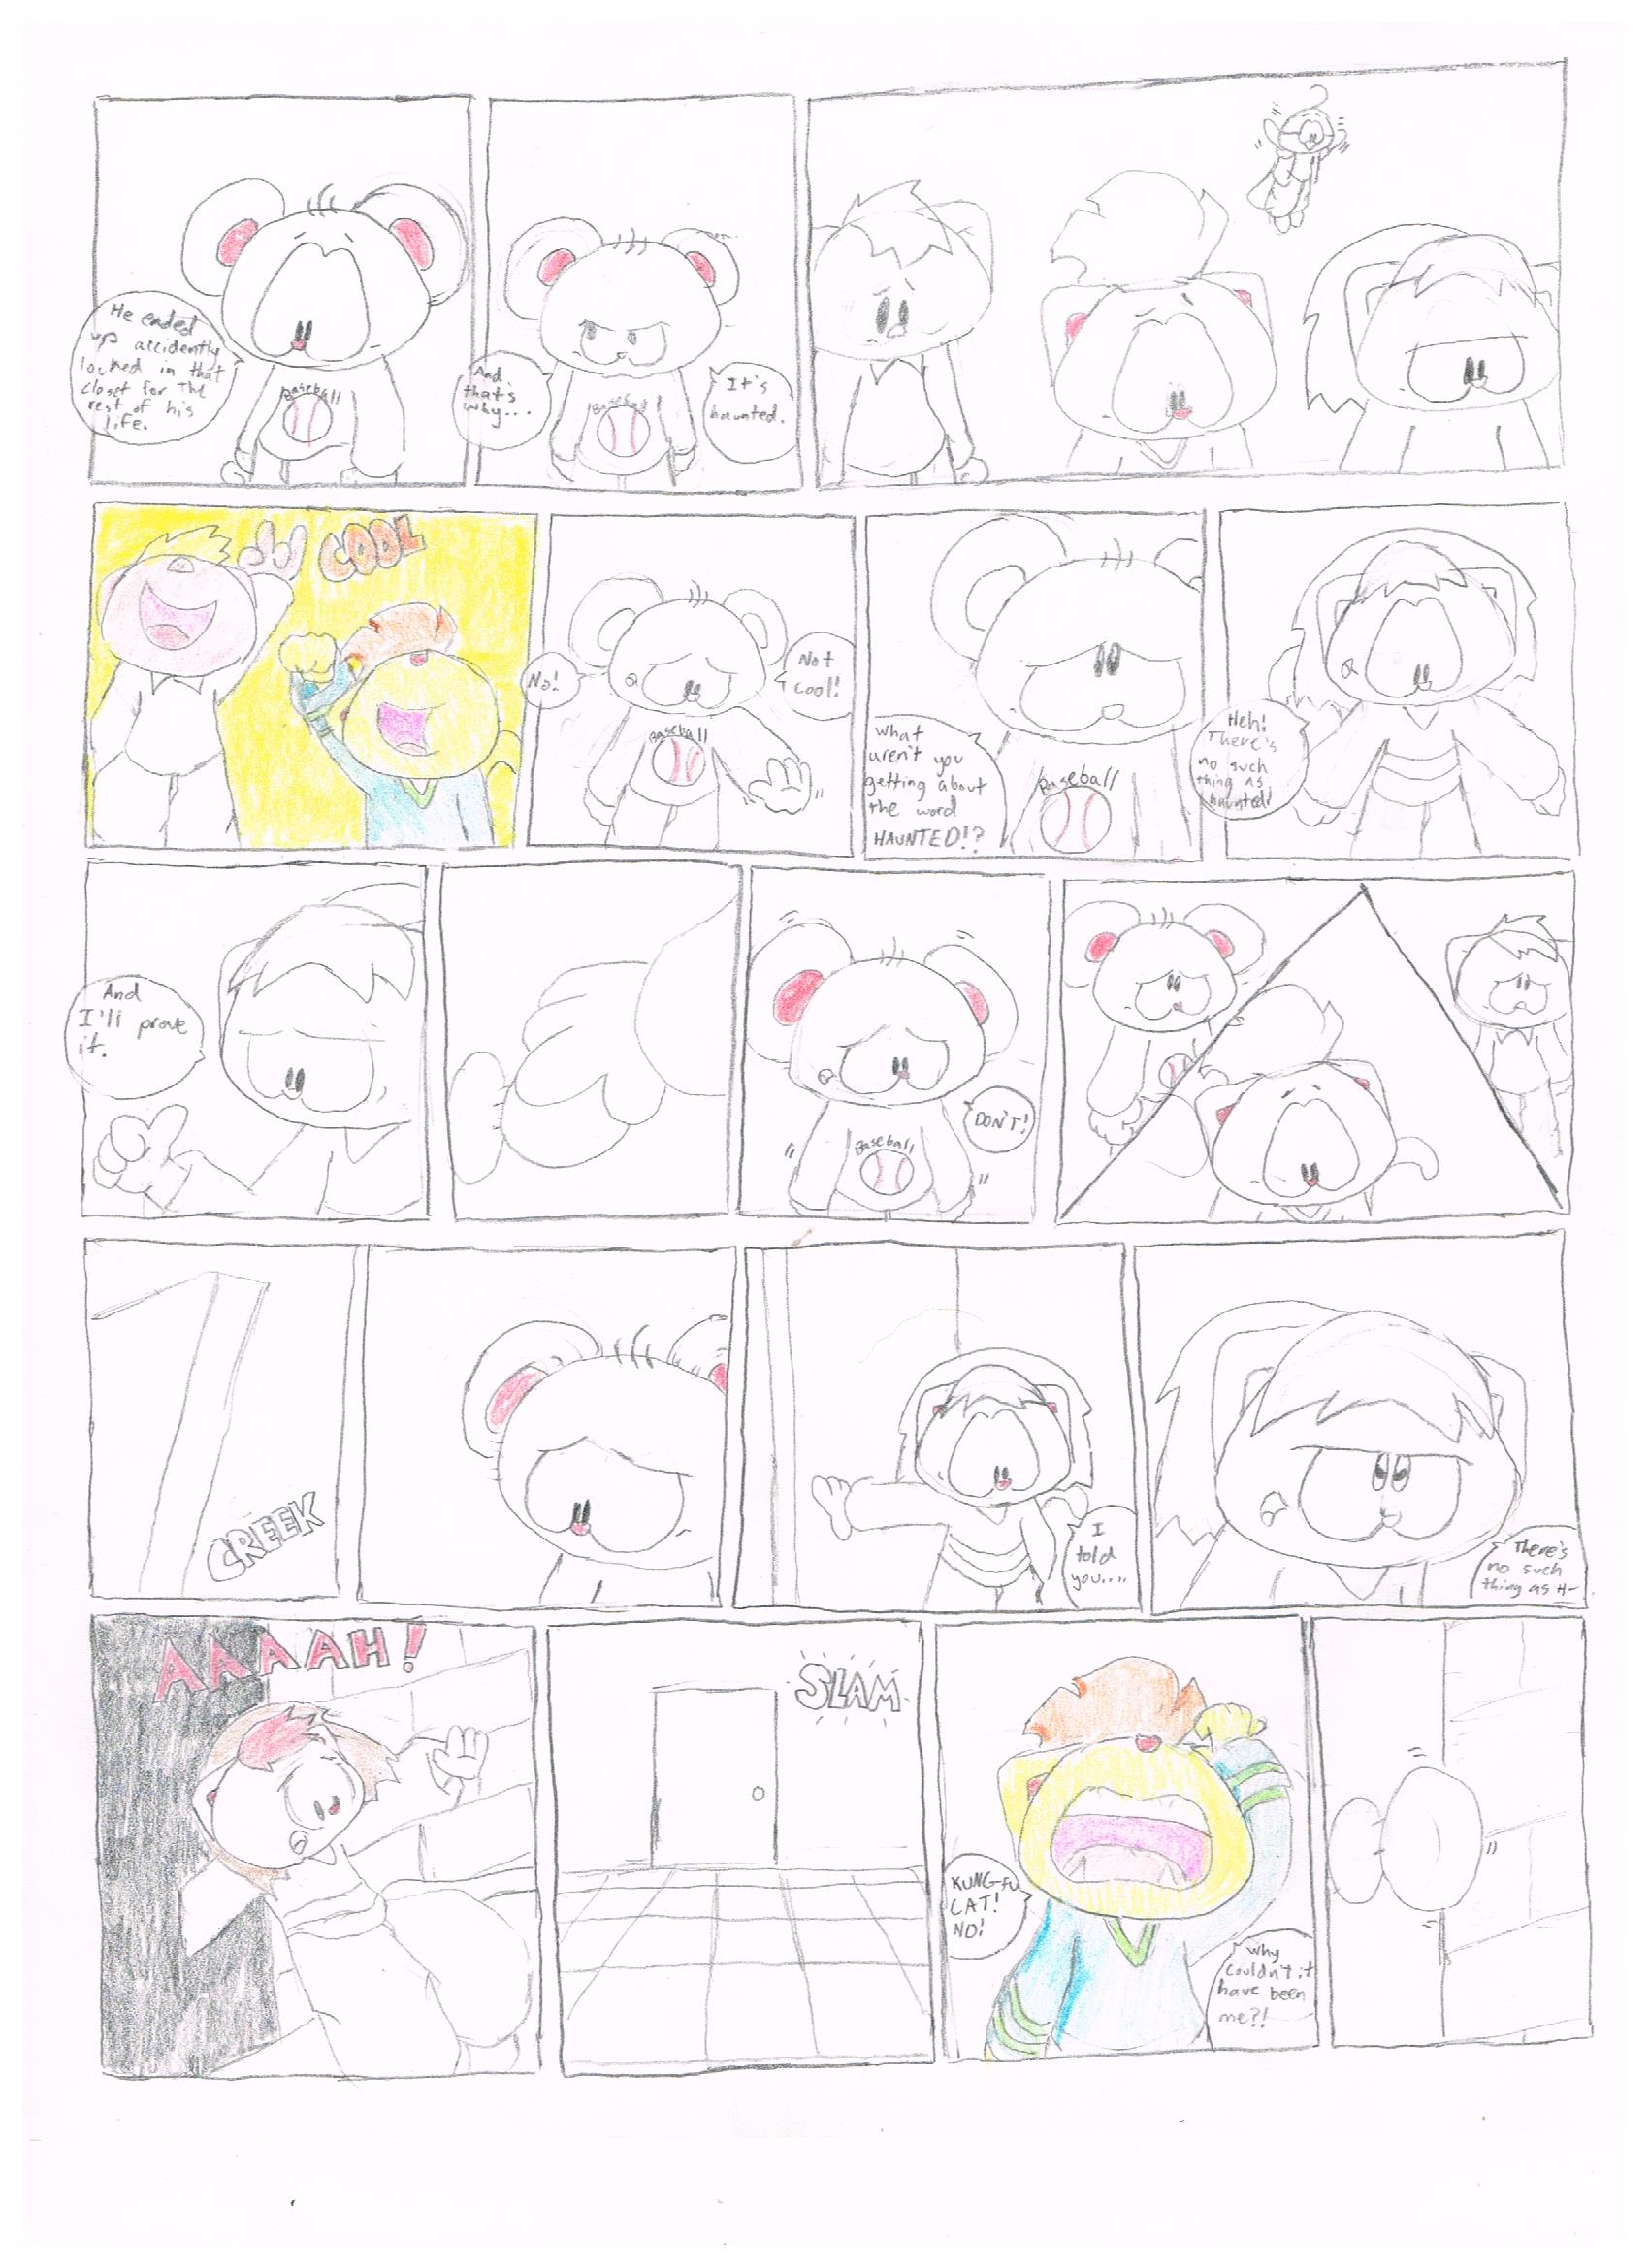 He ended
up accidently
locked in that
closet for the
rest of his
life.
Baseball
And
that's
why...
It's
haunted.
Baseball
COOL
No!
Not
cool!
Baseball
What
aren't you
getting about
the word
HAUNTED!?
Baseball
Heh!
There's
no such
thing as
haunted!
And
I'll prove
it.
DON'T!
Baseball
CREEK
I
told
you....
There's
no such
thing as H-
AAAAAH!
SLAM
KUNG-FU
CAT!
NO!
Why
couldn't it
have been
me?!